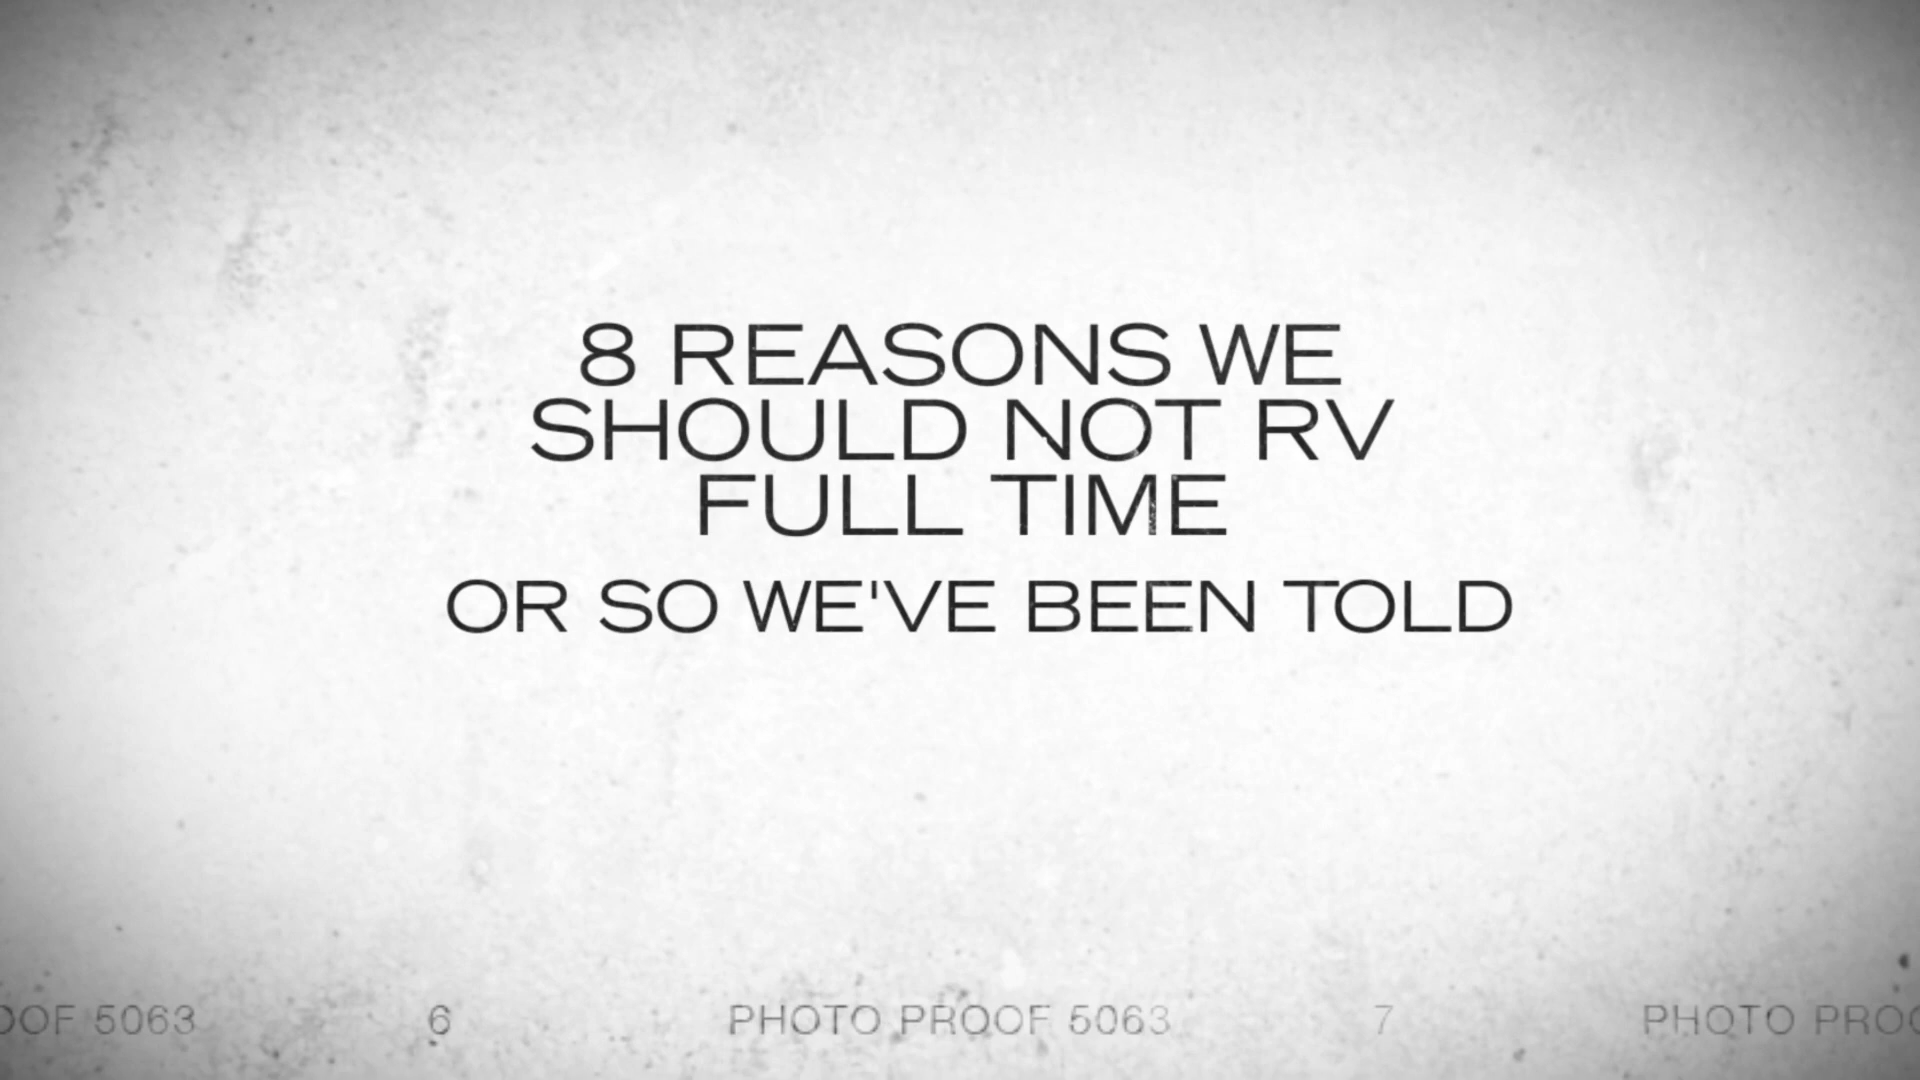 8 REASONS WE
SHOULD NOT RV
FULL TIME
OR SO WE'VE BEEN TOLD
OOF 5063 6 PHOTO PROOF 5063 7 PHOTO PROO